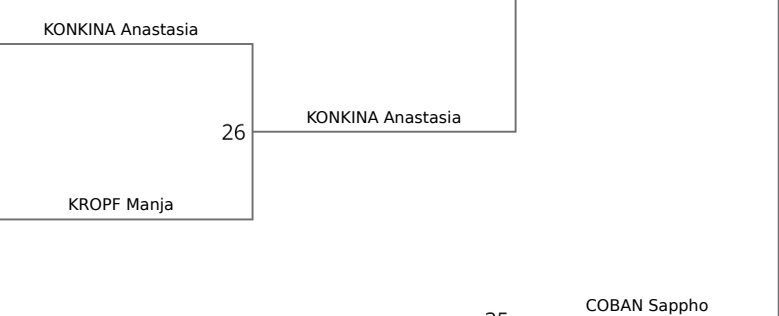 KONKINA Anastasia
KONKINA Anastasia
26
KROPF Manja
COBAN Sappho